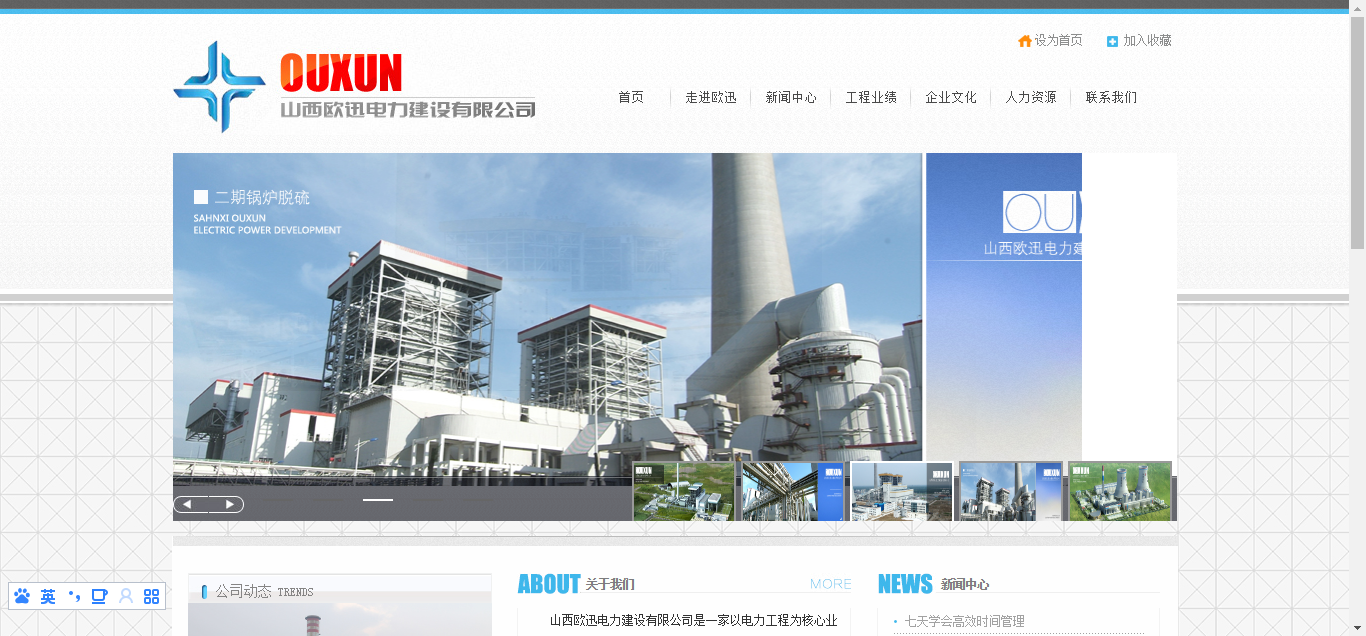 设为首页
加入收藏
OUXUN
山西欧迅电力建设有限公司
首页
走进欧迅
新闻中心
工程业绩
企业文化
人力资源
联系我们
二期锅炉脱硫
SAHNXI OUXUN
ELECTRIC POWER DEVELOPMENT
OU
山西欧迅电力建
英
公司动态 TRENDS
ABOUT 关于我们
MORE
山西欧迅电力建设有限公司是一家以电力工程为核心业
NEWS 新闻中心
七天学会高效时间管理